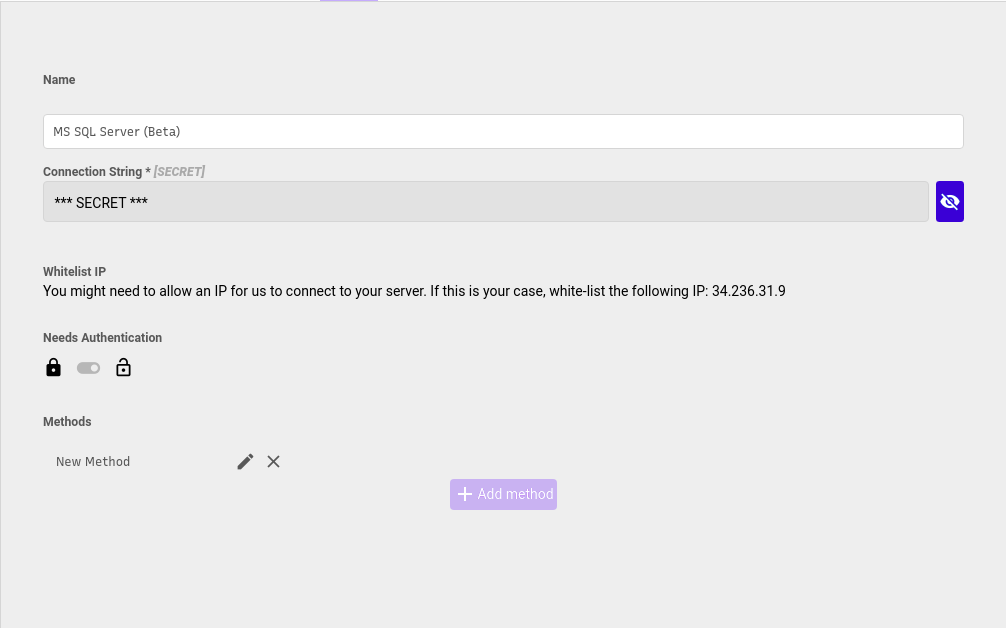 Name
MS SQL Server (Beta)
Connection String * [SECRET]
*** SECRET ***
Whitelist IP
You might need to allow an IP for us to connect to your server. If this is your case, white-list the following IP: 34.236.31.9
Needs Authentication
Methods
New Method
Add method